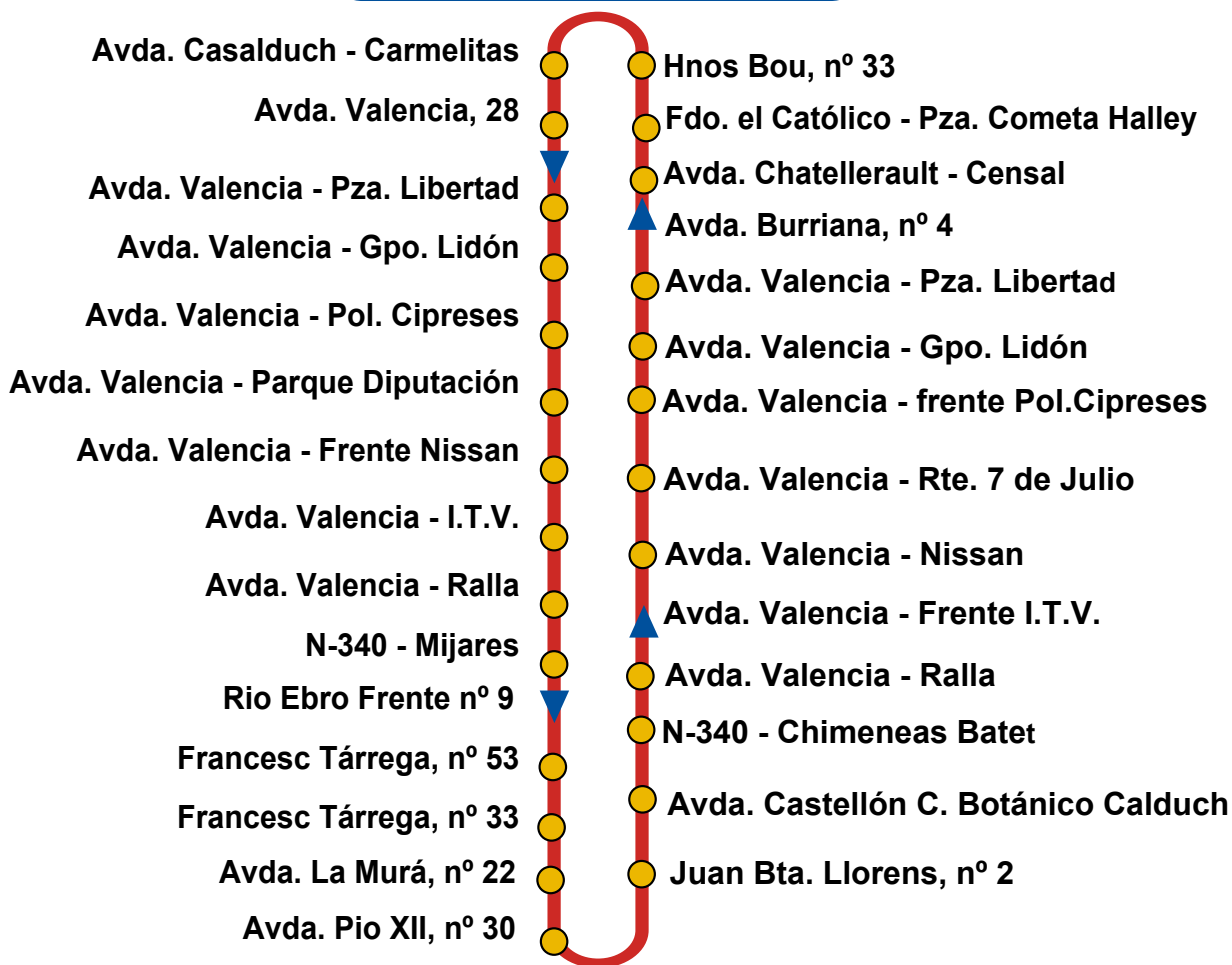 Avda. Casalduch - Carmelitas
Avda. Valencia, 28
Avda. Valencia - Pza. Libertad
Avda. Valencia - Gpo. Lidón
Avda. Valencia - Pol. Cipreses
Avda. Valencia - Parque Diputación
Avda. Valencia - Frente Nissan
Avda. Valencia - I.T.V.
Avda. Valencia - Ralla
N-340 - Mijares
Rio Ebro Frente nº 9
Francesc Tárrega, nº 53
Francesc Tárrega, nº 33
Avda. La Murá, nº 22
Avda. Pio XII, nº 30
Hnos Bou, nº 33
Fdo. el Católico - Pza. Cometa Halley
Avda. Chatellerault - Censal
Avda. Burriana, nº 4
Avda. Valencia - Pza. Libertad
Avda. Valencia - Gpo. Lidón
Avda. Valencia - frente Pol.Cipreses
Avda. Valencia - Rte. 7 de Julio
Avda. Valencia - Nissan
Avda. Valencia - Frente I.T.V.
Avda. Valencia - Ralla
N-340 - Chimeneas Batet
Avda. Castellón C. Botánico Calduch
Juan Bta. Llorens, nº 2